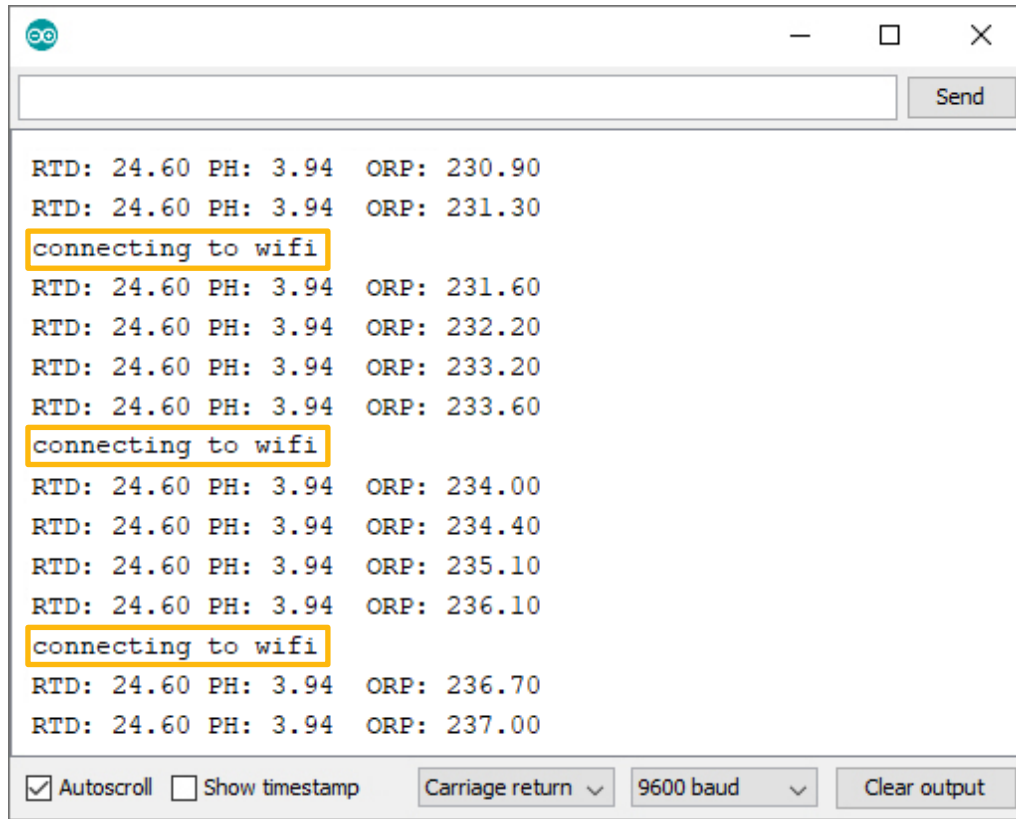 Send
RTD: 24.60 PH: 3.94  ORP: 230.90
RTD: 24.60 PH: 3.94  ORP: 231.30
connecting to wifi
RTD: 24.60 PH: 3.94  ORP: 231.60
RTD: 24.60 PH: 3.94  ORP: 232.20
RTD: 24.60 PH: 3.94  ORP: 233.20
RTD: 24.60 PH: 3.94  ORP: 233.60
connecting to wifi
RTD: 24.60 PH: 3.94  ORP: 234.00
RTD: 24.60 PH: 3.94  ORP: 234.40
RTD: 24.60 PH: 3.94  ORP: 235.10
RTD: 24.60 PH: 3.94  ORP: 236.10
connecting to wifi
RTD: 24.60 PH: 3.94  ORP: 236.70
RTD: 24.60 PH: 3.94  ORP: 237.00
Autoscroll Show timestamp Carriage return 9600 baud Clear output